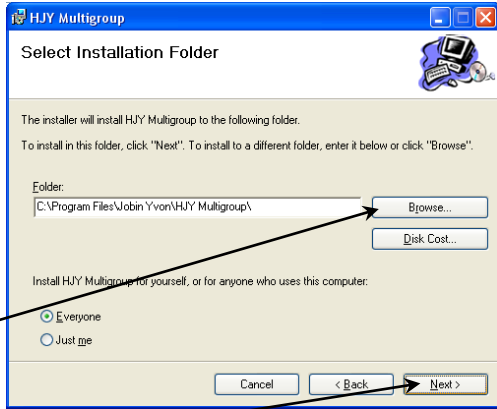 HJY Multigroup
Select Installation Folder
The installer will install HJY Multigroup to the following folder.
To install in this folder, click "Next". To install to a different folder, enter it below or click "Browse".
Folder:
C:\Program Files\Jobin Yvon\HJY Multigroup\
Browse...
Disk Cost...
Install HJY Multigroup for yourself, or for anyone who uses this computer:
Everyone
Just me
Cancel < Back Next >